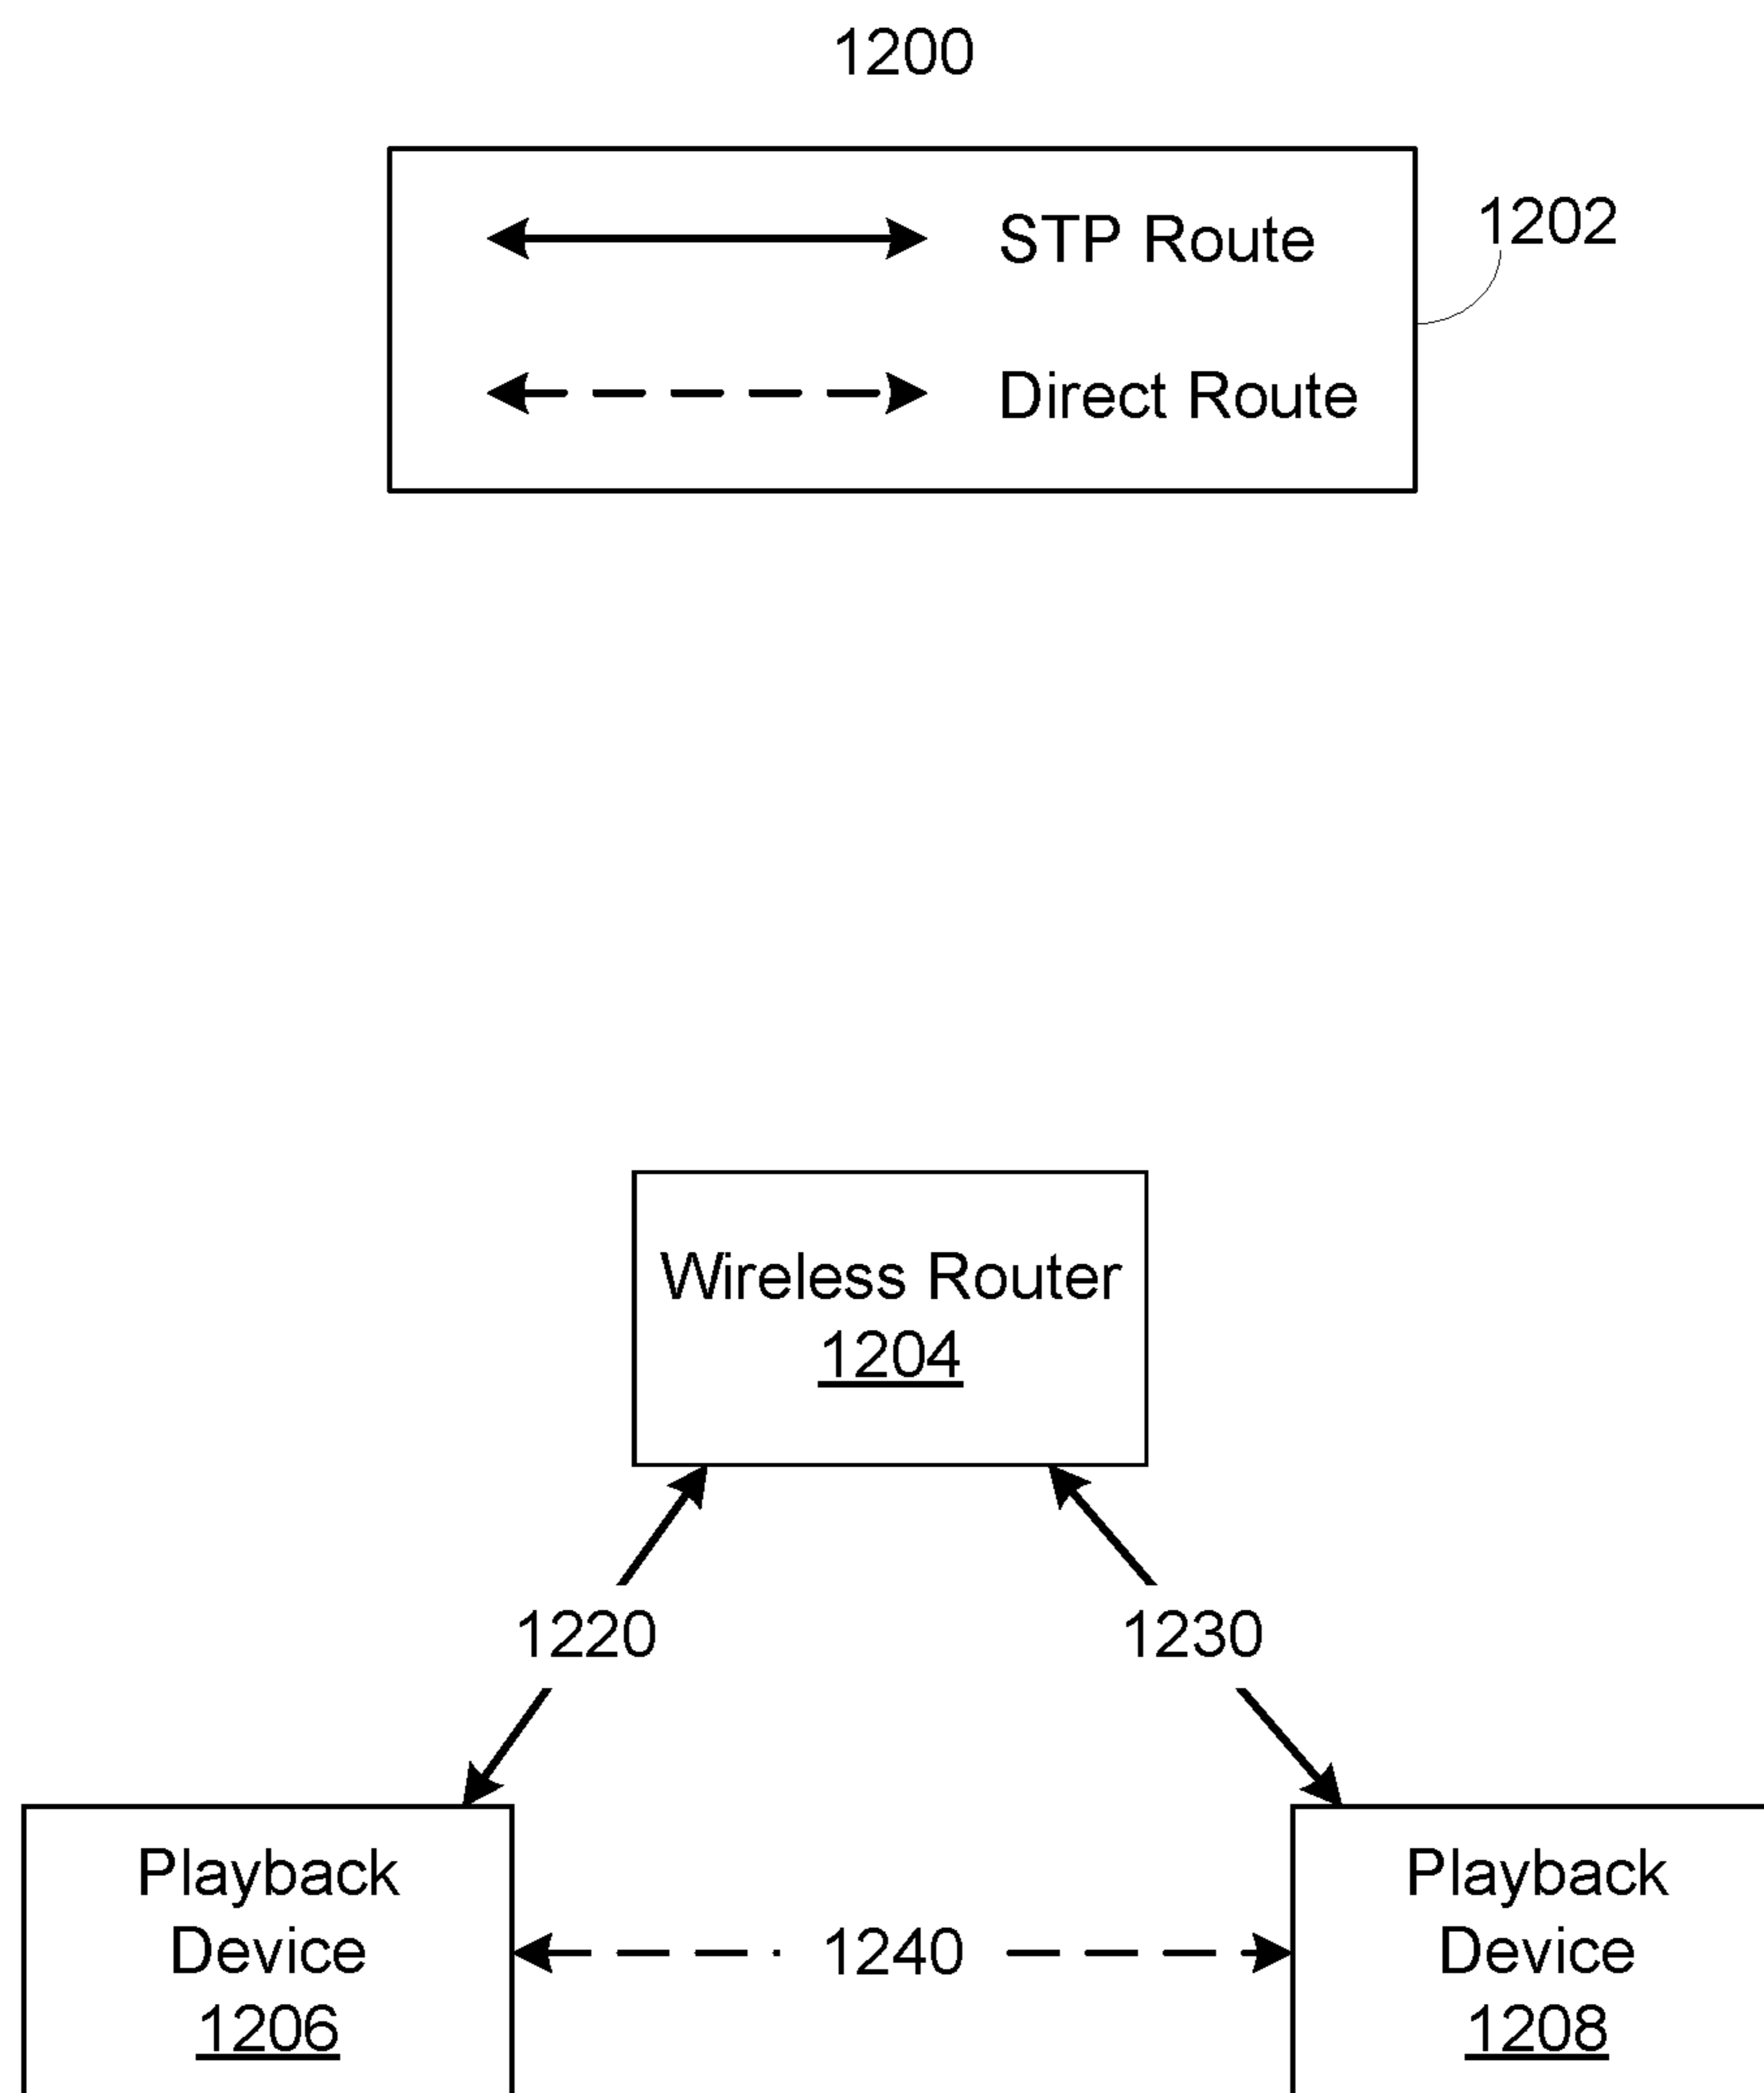 1200
STP Route
1202
Direct Route
Wireless Router
1204
1220
1230
Playback
Device
1206
1240
Playback
Device
1208